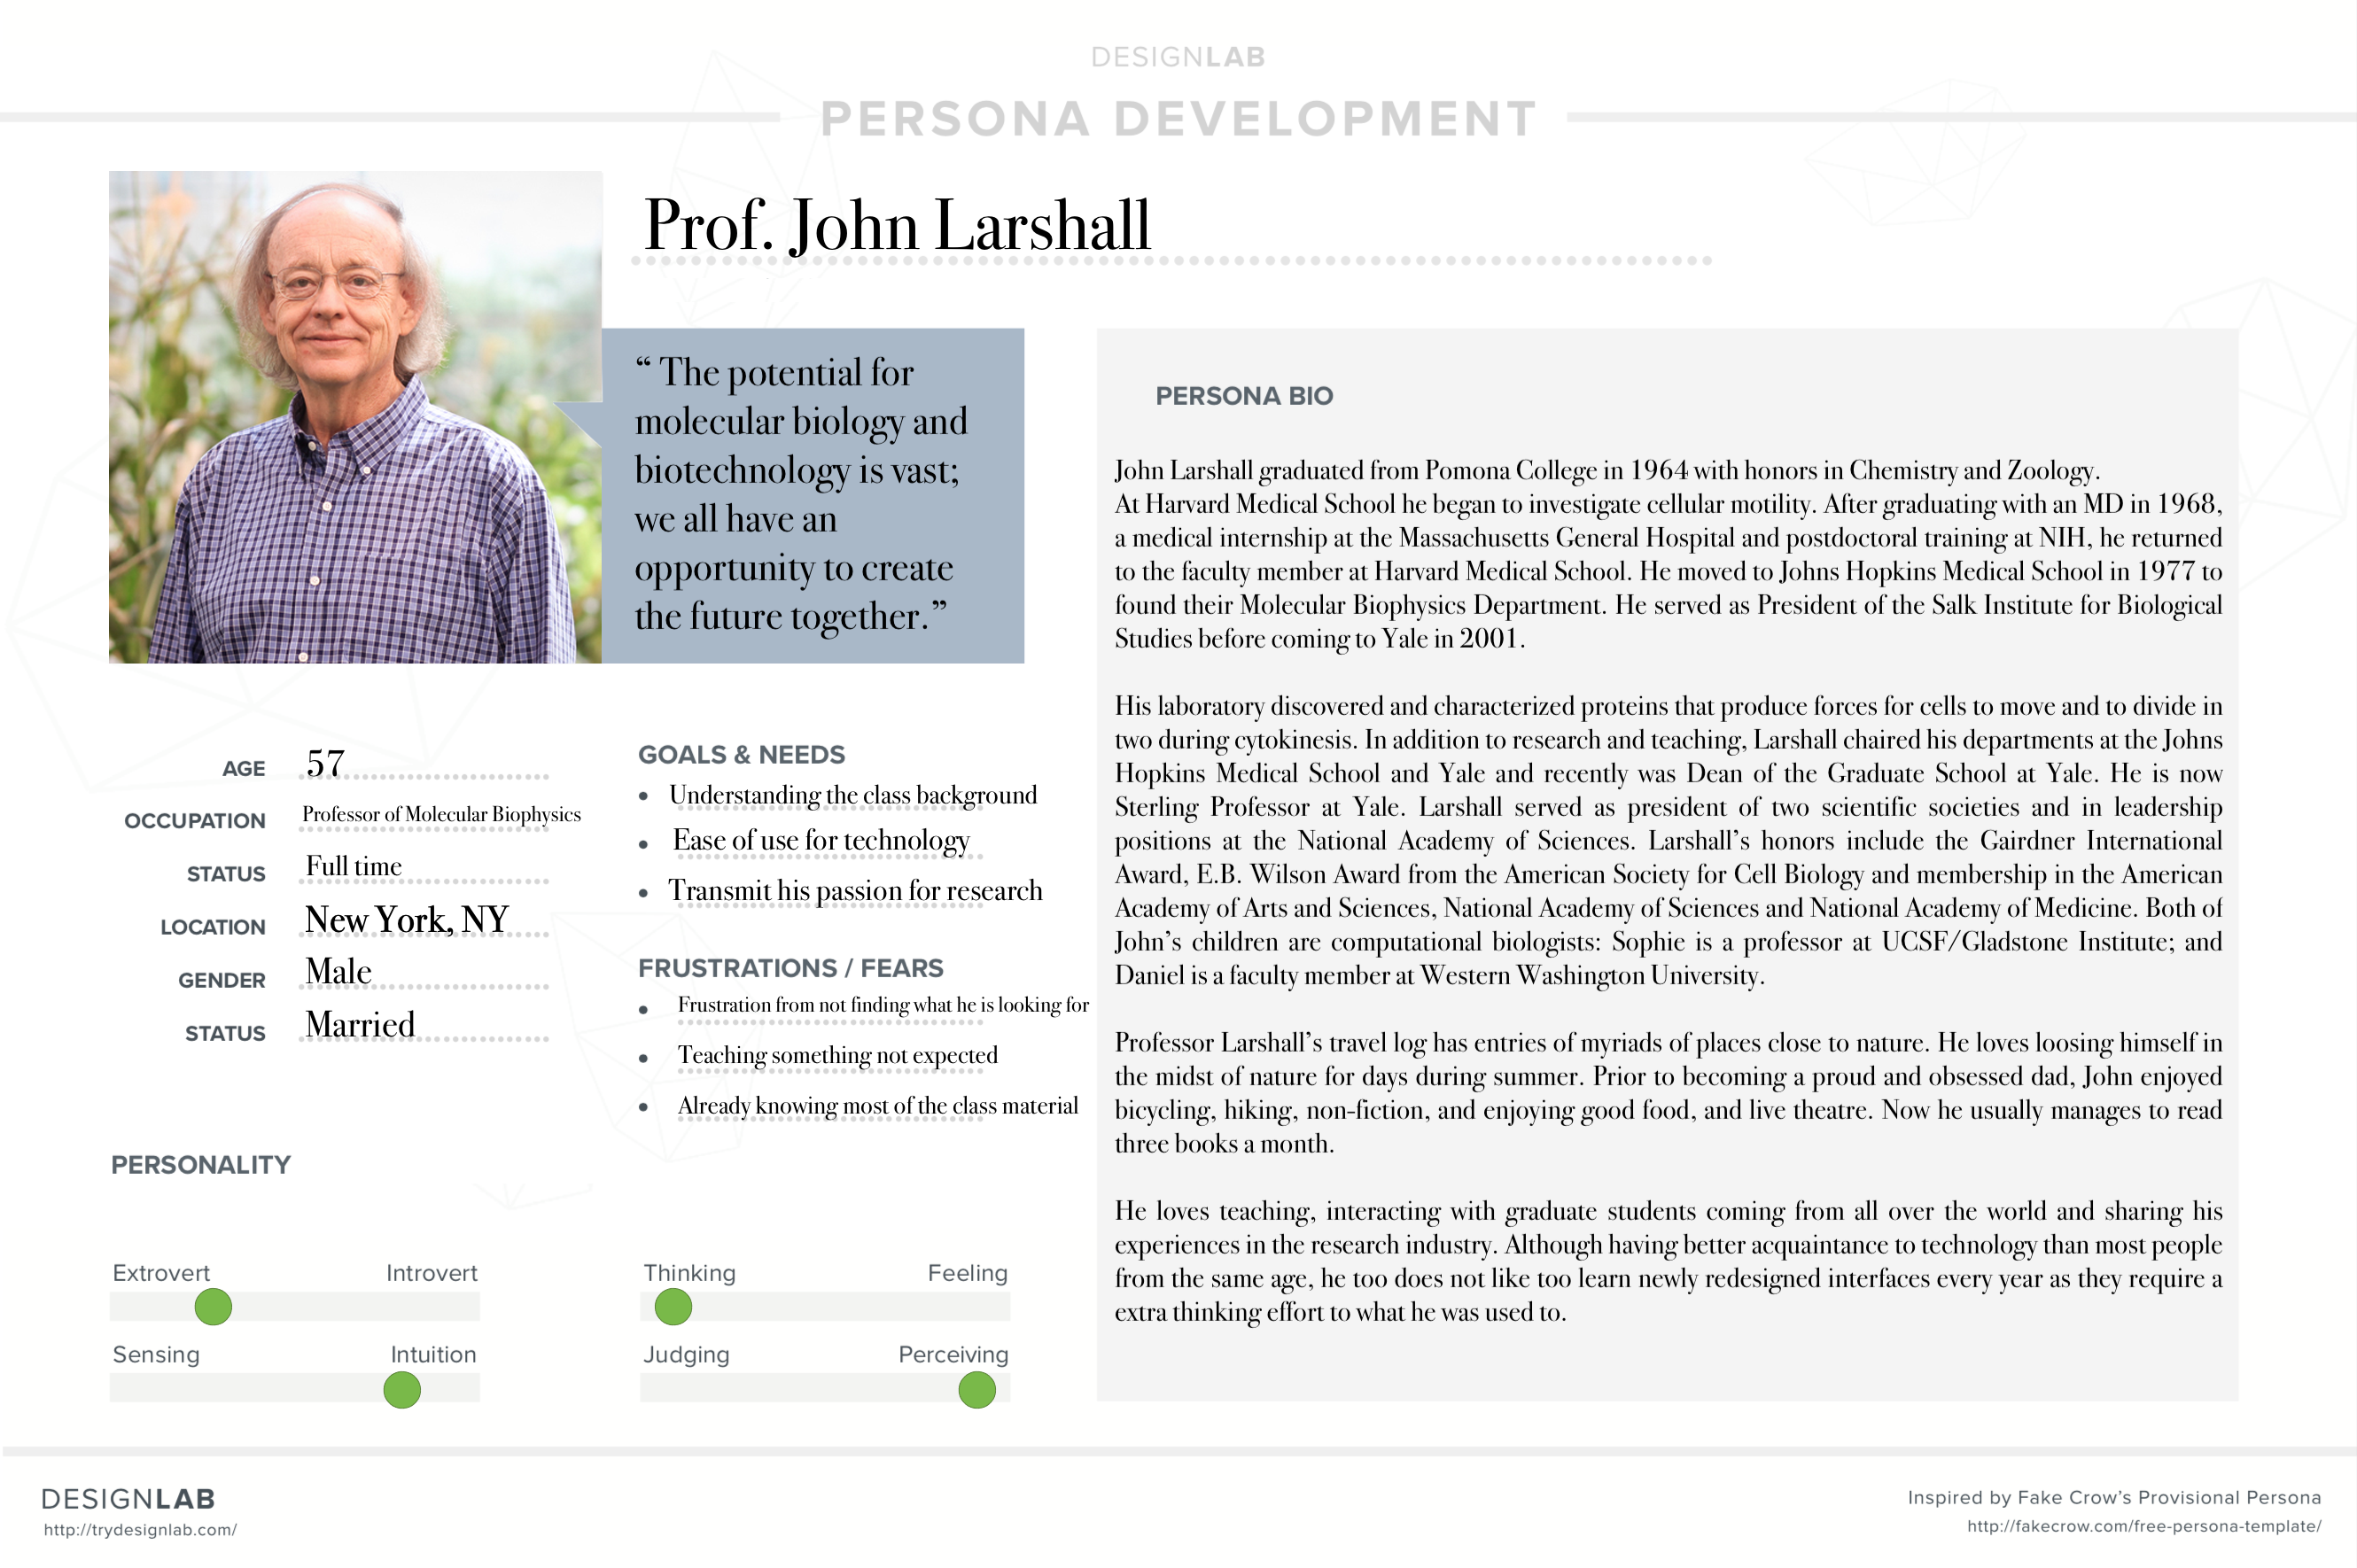 DESIGNLAB
PERSONA DEVELOPMENT
Prof. John Larshall
“ The potential for
molecular biology and
biotechnology is vast;
we all have an
opportunity to create
the future together.”
AGE 57
OCCUPATION Professor of Molecular Biophysics
STATUS Full time
LOCATION New York, NY
GENDER Male
STATUS Married
GOALS & NEEDS
• Understanding the class background
• Ease of use for technology
• Transmit his passion for research
FRUSTRATIONS / FEARS
• Frustration from not finding what he is looking for
• Teaching something not expected
• Already knowing most of the class material
PERSONALITY
Extrovert Introvert
Sensing Intuition
Thinking Feeling
Judging Perceiving
PERSONA BIO
John Larshall graduated from Pomona College in 1964 with honors in Chemistry and Zoology.
At Harvard Medical School he began to investigate cellular motility. After graduating with an MD in 1968,
a medical internship at the Massachusetts General Hospital and postdoctoral training at NIH, he returned
to the faculty member at Harvard Medical School. He moved to Johns Hopkins Medical School in 1977 to
found their Molecular Biophysics Department. He served as President of the Salk Institute for Biological
Studies before coming to Yale in 2001.
His laboratory discovered and characterized proteins that produce forces for cells to move and to divide in
two during cytokinesis. In addition to research and teaching, Larshall chaired his departments at the Johns
Hopkins Medical School and Yale and recently was Dean of the Graduate School at Yale. He is now
Sterling Professor at Yale. Larshall served as president of two scientific societies and in leadership
positions at the National Academy of Sciences. Larshall’s honors include the Gairdner International
Award, E.B. Wilson Award from the American Society for Cell Biology and membership in the American
Academy of Arts and Sciences, National Academy of Sciences and National Academy of Medicine. Both of
John’s children are computational biologists: Sophie is a professor at UCSF/Gladstone Institute; and
Daniel is a faculty member at Western Washington University.
Professor Larshall’s travel log has entries of myriads of places close to nature. He loves loosing himself in
the midst of nature for days during summer. Prior to becoming a proud and obsessed dad, John enjoyed
bicycling, hiking, non-fiction, and enjoying good food, and live theatre. Now he usually manages to read
three books a month.
He loves teaching, interacting with graduate students coming from all over the world and sharing his
experiences in the research industry. Although having better acquaintance to technology than most people
from the same age, he too does not like too learn newly redesigned interfaces every year as they require a
extra thinking effort to what he was used to.
DESIGNLAB
http://trydesignlab.com/
Inspired by Fake Crow’s Provisional Persona
http://fakecrow.com/free-persona-template/